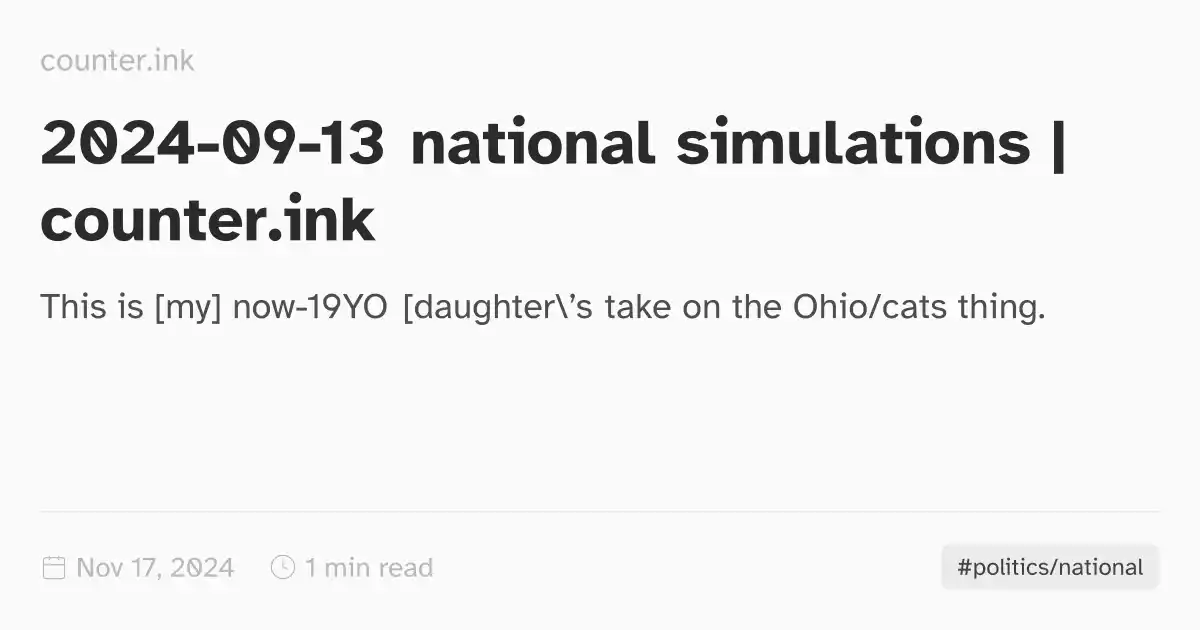 counter.ink
2024-09-13 national simulations |
counter.ink
This is [my] now-19YO [daughter\’s take on the Ohio/cats thing.
Nov 17, 2024
1 min read
#politics/national